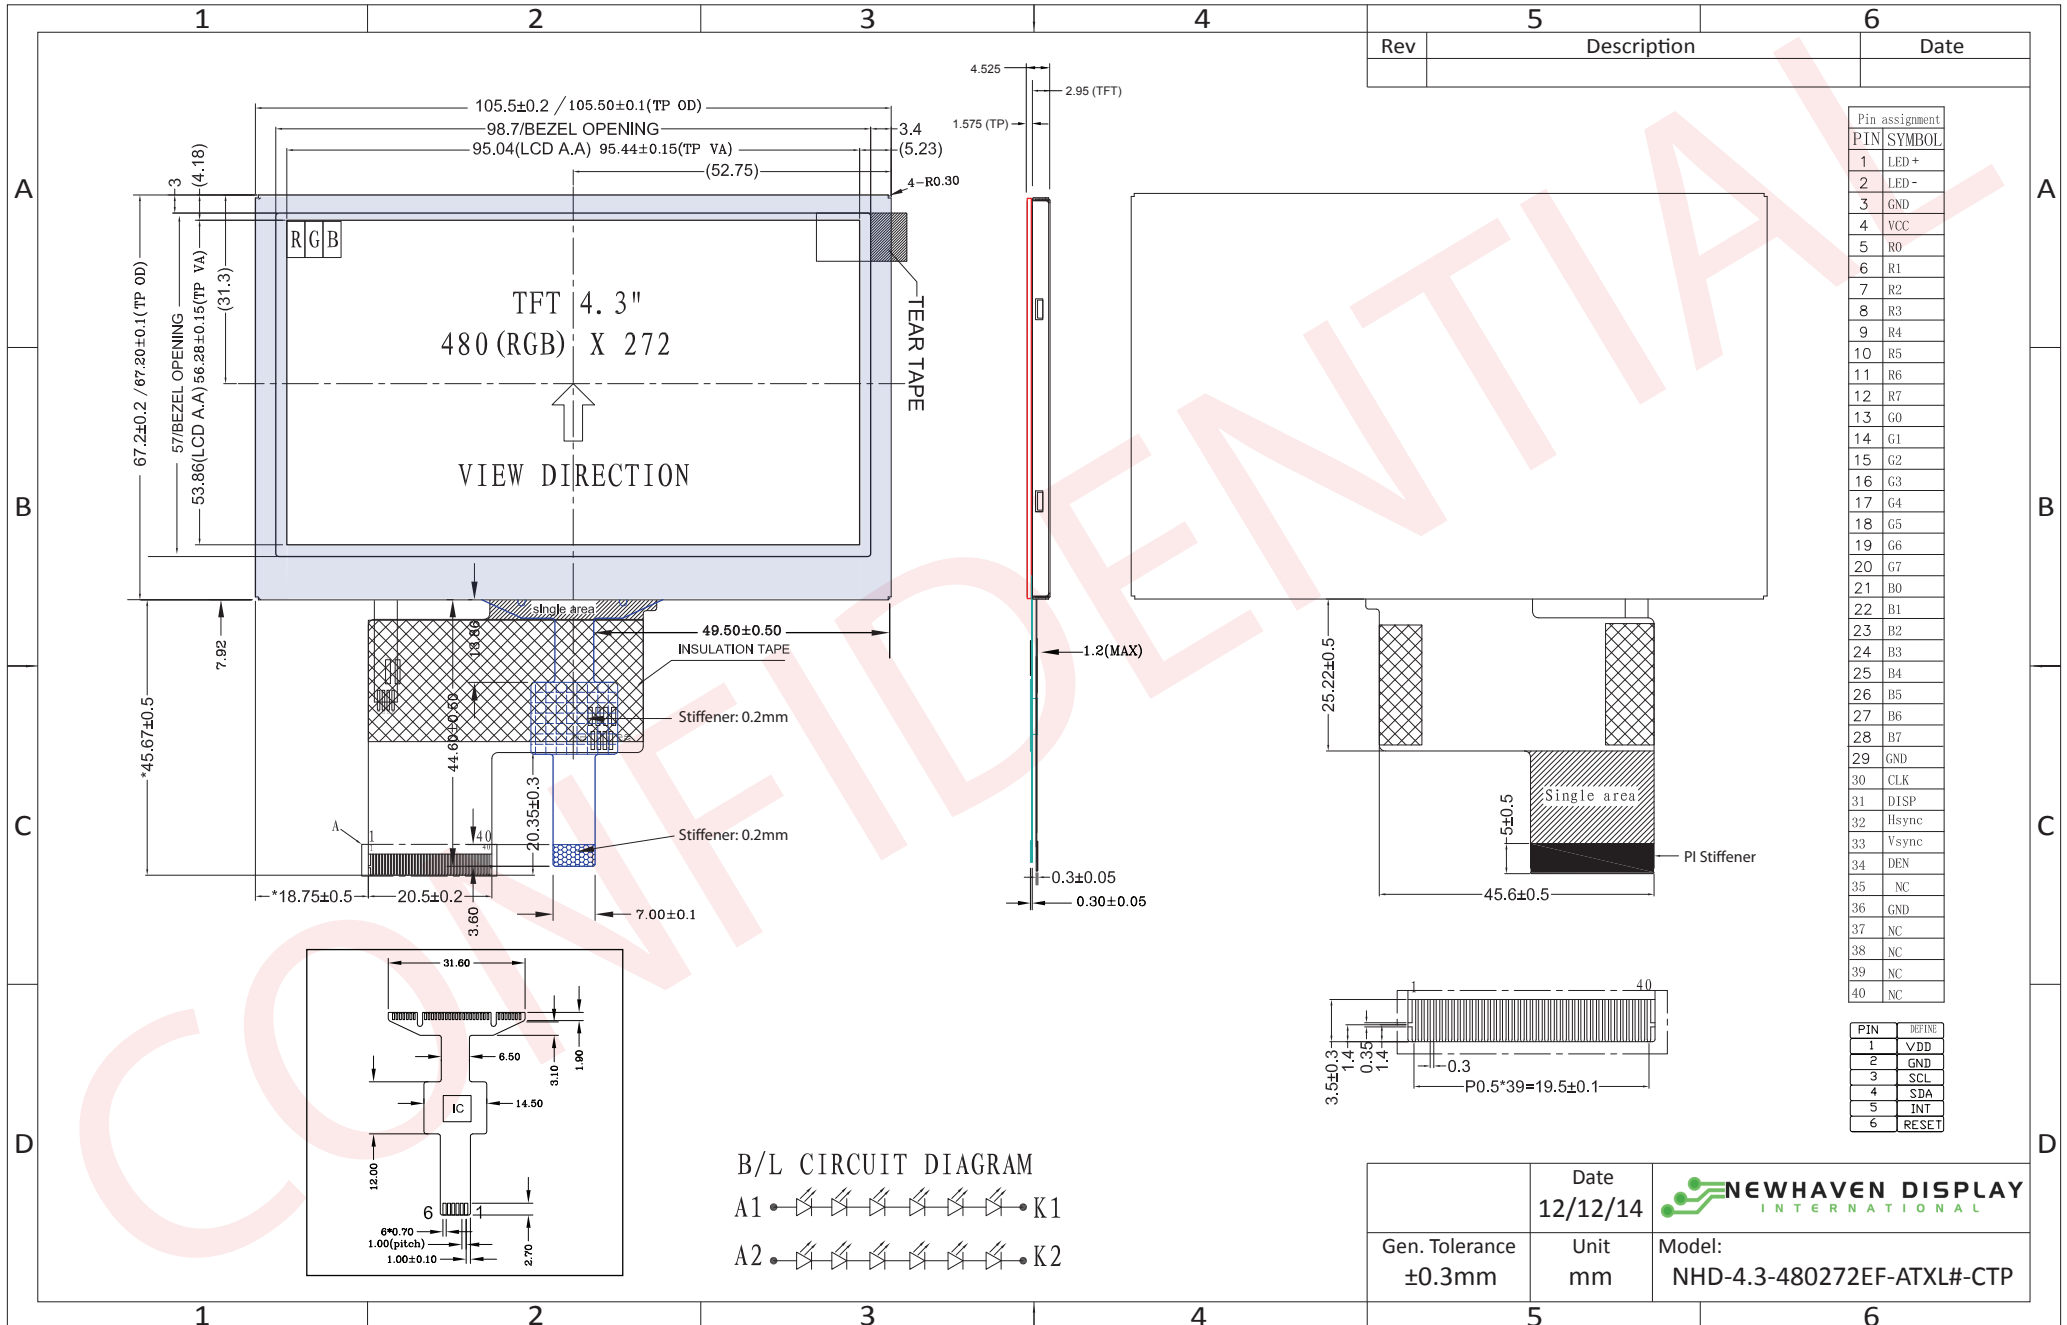 1 2 3 4 5 6
A B C D
Rev Description Date
105.5±0.2 / 105.50±0.1(TP OD)
98.7/BEZEL OPENING
3.4
95.04(LCD A.A) 95.44±0.15(TP VA)
(5.23)
(52.75)
4-R0.30
3
(4.18)
67.2±0.2 / 67.20±0.1(TP OD)
57/BEZEL OPENING
53.86(LCD A.A) 56.28±0.15(TP VA)
(31.3)
R G B
TFT 4.3"
480(RGB) X 272
VIEW DIRECTION
TEAR TAPE
7.92
*45.67±0.5
single area
18.86
49.50±0.50
INSULATION TAPE
44.60±0.50
Stiffener: 0.2mm
20.35±0.3
Stiffener: 0.2mm
A
1 40
40
*18.75±0.5
20.5±0.2
3.60
7.00±0.1
4.525
2.95 (TFT)
1.575 (TP)
1.2(MAX)
0.3±0.05
0.30±0.05
25.22±0.5
Single area
5±0.5
PI Stiffener
45.6±0.5
31.60
6.50
3.10
1.90
IC
14.50
12.00
6 1
6*0.70
1.00(pitch)
1.00±0.10
2.70
B/L CIRCUIT DIAGRAM
A1 K1
A2 K2
1 40
3.5±0.3
1.4
0.35
1.4
0.3
P0.5*39=19.5±0.1
Pin assignment
PIN SYMBOL
1 LED+
2 LED-
3 GND
4 VCC
5 R0
6 R1
7 R2
8 R3
9 R4
10 R5
11 R6
12 R7
13 G0
14 G1
15 G2
16 G3
17 G4
18 G5
19 G6
20 G7
21 B0
22 B1
23 B2
24 B3
25 B4
26 B5
27 B6
28 B7
29 GND
30 CLK
31 DISP
32 Hsync
33 Vsync
34 DEN
35 NC
36 GND
37 NC
38 NC
39 NC
40 NC
PIN DEFINE
1 VDD
2 GND
3 SCL
4 SDA
5 INT
6 RESET
Date
12/12/14
NEWHAVEN DISPLAY
INTERNATIONAL
Gen. Tolerance
±0.3mm
Unit
mm
Model:
NHD-4.3-480272EF-ATXL#-CTP
CONFIDENTIAL
A B C D
1 2 3 4 5 6